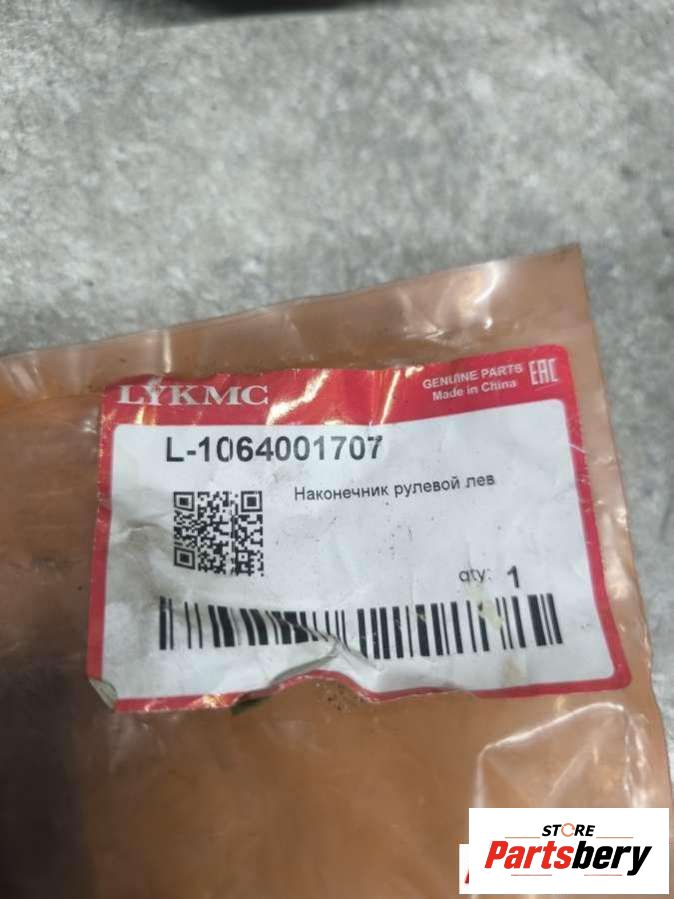 LYKMC
GENUINE PARTS
Made in China
EAC
L-1064001707
Наконечник рулевой лев
qty: 1
STORE
Partsbery